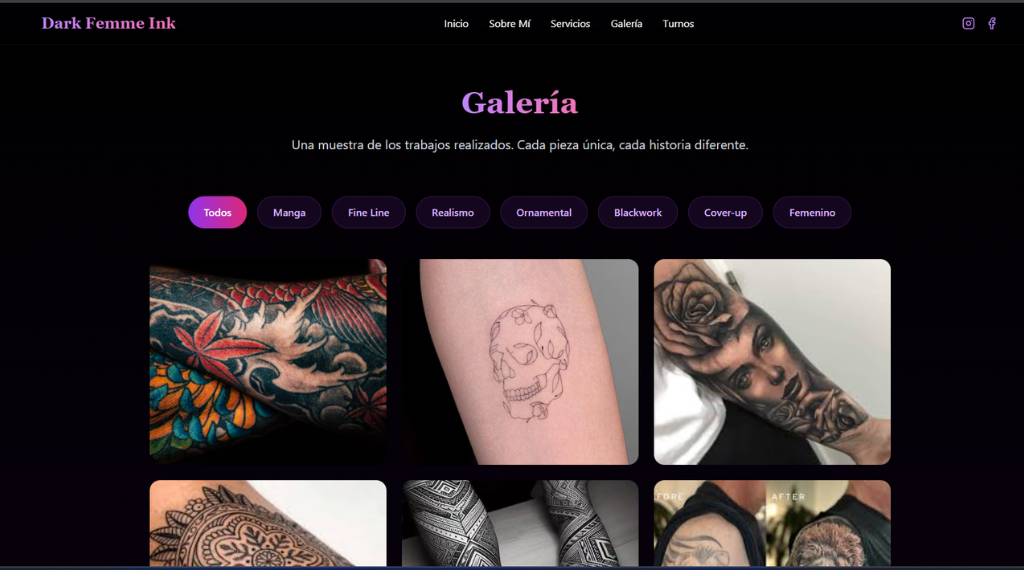 Dark Femme Ink
Inicio Sobre Mí Servicios Galería Turnos
Galería
Una muestra de los trabajos realizados. Cada pieza única, cada historia diferente.
Todos Manga Fine Line Realismo Ornamental Blackwork Cover-up Femenino
AFTER